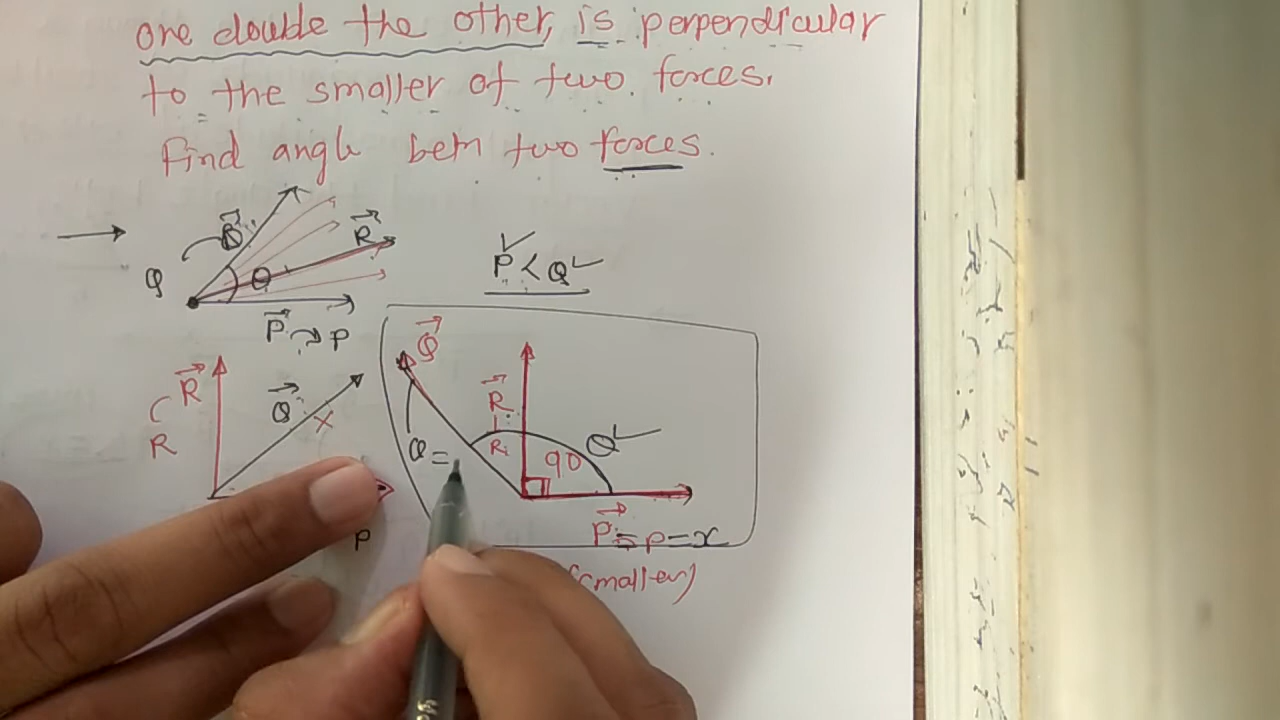 one double the other, is perpendicular
to the smaller of two forces.
Find angle betn two forces.
B
R
Q
θ
P < Q
P P
Q
R
Q
R
R
R
θ
90
Q =
P = P = x
P
(smaller)